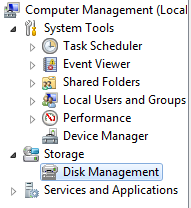 Computer Management (Local
System Tools
Task Scheduler
Event Viewer
Shared Folders
Local Users and Groups
Performance
Device Manager
Storage
Disk Management
Services and Applications